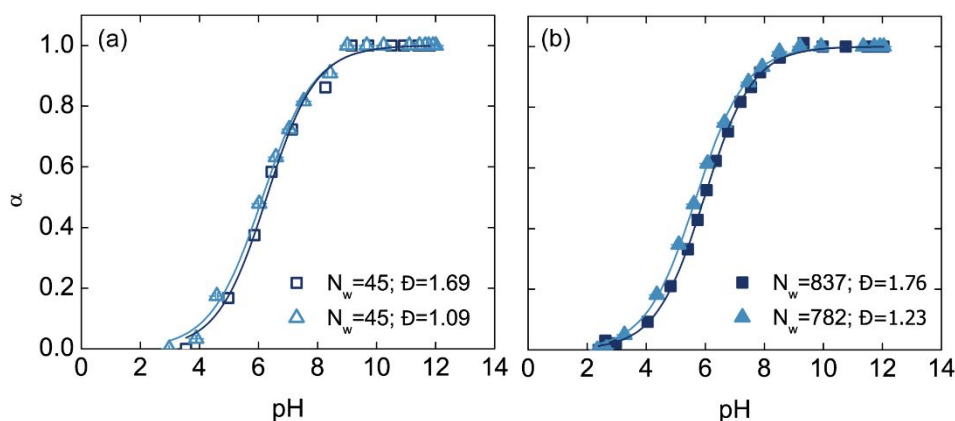 (a)
(b)
1.0
0.8
0.6
0.4
0.2
0.0
α
N_w=45; Đ=1.69
N_w=45; Đ=1.09
N_w=837; Đ=1.76
N_w=782; Đ=1.23
0 2 4 6 8 10 12
0 2 4 6 8 10 12 14
pH
pH